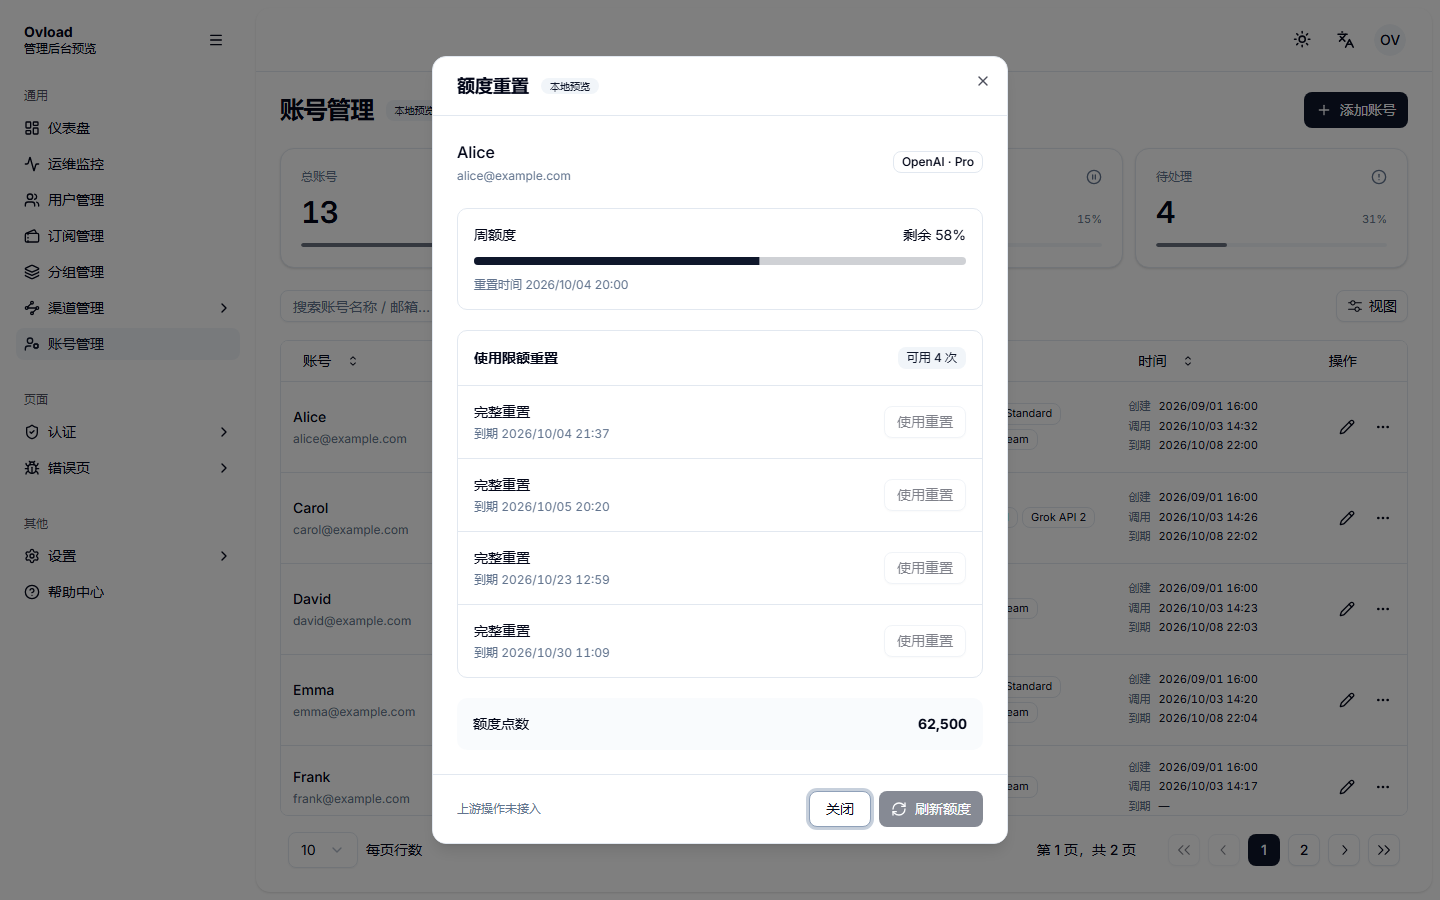 Ovload
管理后台预览
通用
仪表盘
运维监控
用户管理
订阅管理
分组管理
渠道管理
账号管理
页面
认证
错误页
其他
设置
帮助中心
OV
账号管理 本地预览
添加账号
总账号
13
15%
待处理
4
31%
搜索账号名称 / 邮箱...
视图
账号
时间
操作
Alice
alice@example.com
Standard
创建 2026/09/01 16:00
调用 2026/10/03 14:32
到期 2026/10/08 22:00
Carol
carol@example.com
Grok API 2
创建 2026/09/01 16:00
调用 2026/10/03 14:26
到期 2026/10/08 22:02
David
david@example.com
创建 2026/09/01 16:00
调用 2026/10/03 14:23
到期 2026/10/08 22:03
Emma
emma@example.com
Standard
创建 2026/09/01 16:00
调用 2026/10/03 14:20
到期 2026/10/08 22:04
Frank
frank@example.com
创建 2026/09/01 16:00
调用 2026/10/03 14:17
到期 —
10 每页行数
第 1 页，共 2 页
1 2
额度重置 本地预览
Alice
alice@example.com
OpenAI · Pro
周额度 剩余 58%
重置时间 2026/10/04 20:00
使用限额重置 可用 4 次
完整重置
到期 2026/10/04 21:37
使用重置
完整重置
到期 2026/10/05 20:20
使用重置
完整重置
到期 2026/10/23 12:59
使用重置
完整重置
到期 2026/10/30 11:09
使用重置
额度点数 62,500
上游操作未接入
关闭
刷新额度